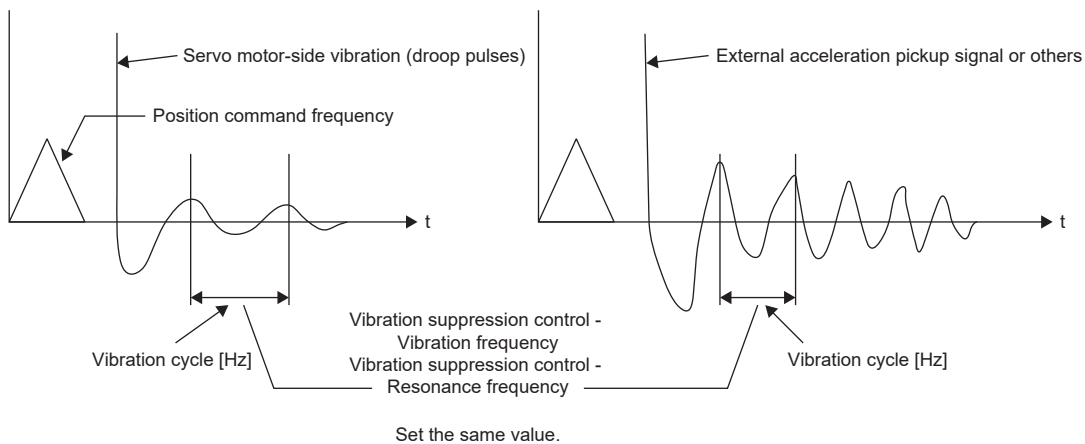 Servo motor-side vibration (droop pulses)
Position command frequency
t
Vibration cycle [Hz]
External acceleration pickup signal or others
t
Vibration cycle [Hz]
Vibration suppression control -
Vibration frequency
Vibration suppression control -
Resonance frequency
Set the same value.